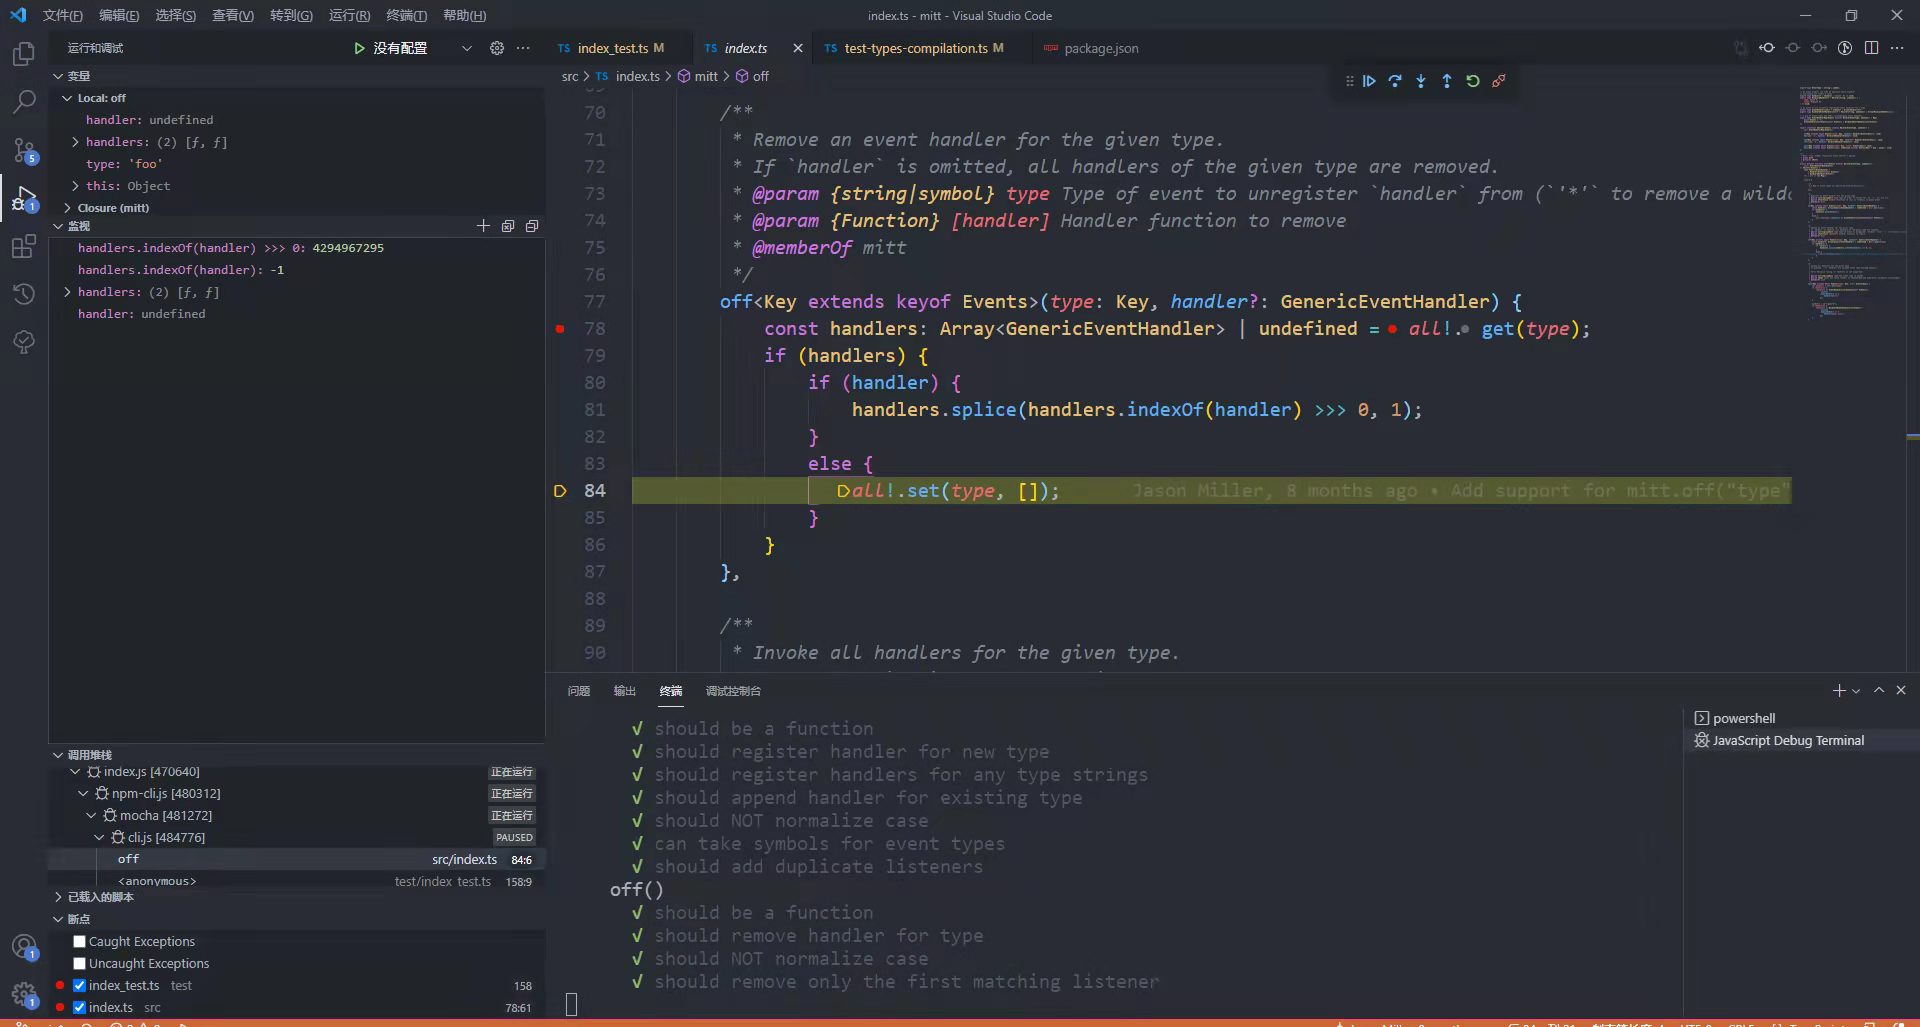 文件(F) 编辑(E) 选择(S) 查看(V) 转到(G) 运行(R) 终端(T) 帮助(H)
index.ts - mitt - Visual Studio Code
运行和调试 没有配置
变量
Local: off
handler: undefined
handlers: (2) [ƒ, ƒ]
type: 'foo'
this: Object
Closure (mitt)
监视
handlers.indexOf(handler) >>> 0: 4294967295
handlers.indexOf(handler): -1
handlers: (2) [ƒ, ƒ]
handler: undefined
调用堆栈
index.js [470640] 正在运行
npm-cli.js [480312] 正在运行
mocha [481272] 正在运行
cli.js [484776] PAUSED
off src/index.ts 84:6
<anonymous> test/index_test.ts 158:9
已载入的脚本
断点
Caught Exceptions
Uncaught Exceptions
index_test.ts test 158
index.ts src 78:61
5
1
1
1
TS index_test.ts M TS index.ts TS test-types-compilation.ts M package.json
src > TS index.ts > mitt > off
70 /**
71 * Remove an event handler for the given type.
72 * If `handler` is omitted, all handlers of the given type are removed.
73 * @param {string|symbol} type Type of event to unregister `handler` from (`'*'` to remove a wildc
74 * @param {Function} [handler] Handler function to remove
75 * @memberOf mitt
76 */
77 off<Key extends keyof Events>(type: Key, handler?: GenericEventHandler) {
78 const handlers: Array<GenericEventHandler> | undefined = all!. get(type);
79 if (handlers) {
80 if (handler) {
81 handlers.splice(handlers.indexOf(handler) >>> 0, 1);
82 }
83 else {
84 all!.set(type, []); Jason Miller, 8 months ago • Add support for mitt.off("type"
85 }
86 }
87 },
88
89 /**
90 * Invoke all handlers for the given type.
问题 输出 终端 调试控制台
√ should be a function
√ should register handler for new type
√ should register handlers for any type strings
√ should append handler for existing type
√ should NOT normalize case
√ can take symbols for event types
√ should add duplicate listeners
off()
√ should be a function
√ should remove handler for type
√ should NOT normalize case
√ should remove only the first matching listener
powershell
JavaScript Debug Terminal